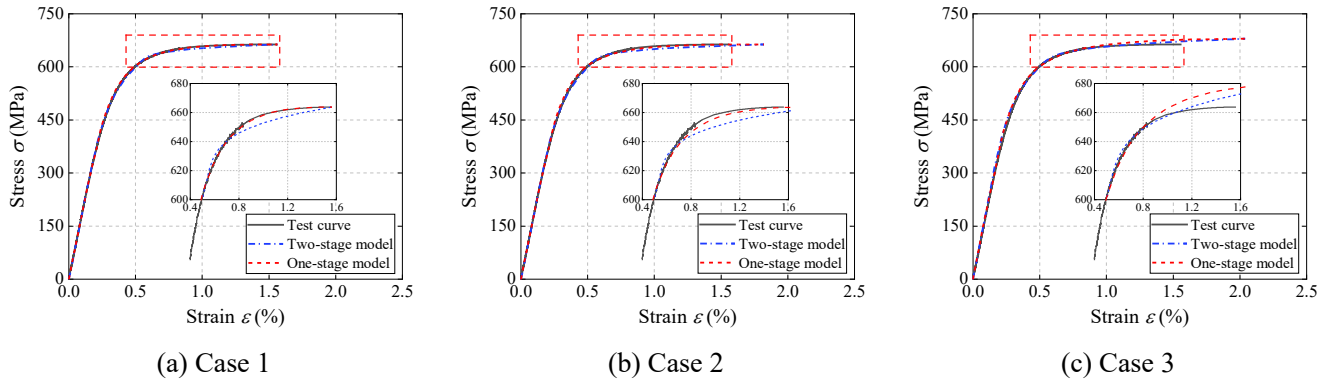 750
600
450
300
150
0
Stress σ (MPa)
680
660
640
620
600
0.4 0.8 1.2 1.6
Test curve
Two-stage model
One-stage model
0.0 0.5 1.0 1.5 2.0 2.5
Strain ε (%)
(a) Case 1
750
600
450
300
150
0
Stress σ (MPa)
680
660
640
620
600
0.4 0.8 1.2 1.6
Test curve
Two-stage model
One-stage model
0.0 0.5 1.0 1.5 2.0 2.5
Strain ε (%)
(b) Case 2
750
600
450
300
150
0
Stress σ (MPa)
680
660
640
620
600
0.4 0.8 1.2 1.6
Test curve
Two-stage model
One-stage model
0.0 0.5 1.0 1.5 2.0 2.5
Strain ε (%)
(c) Case 3